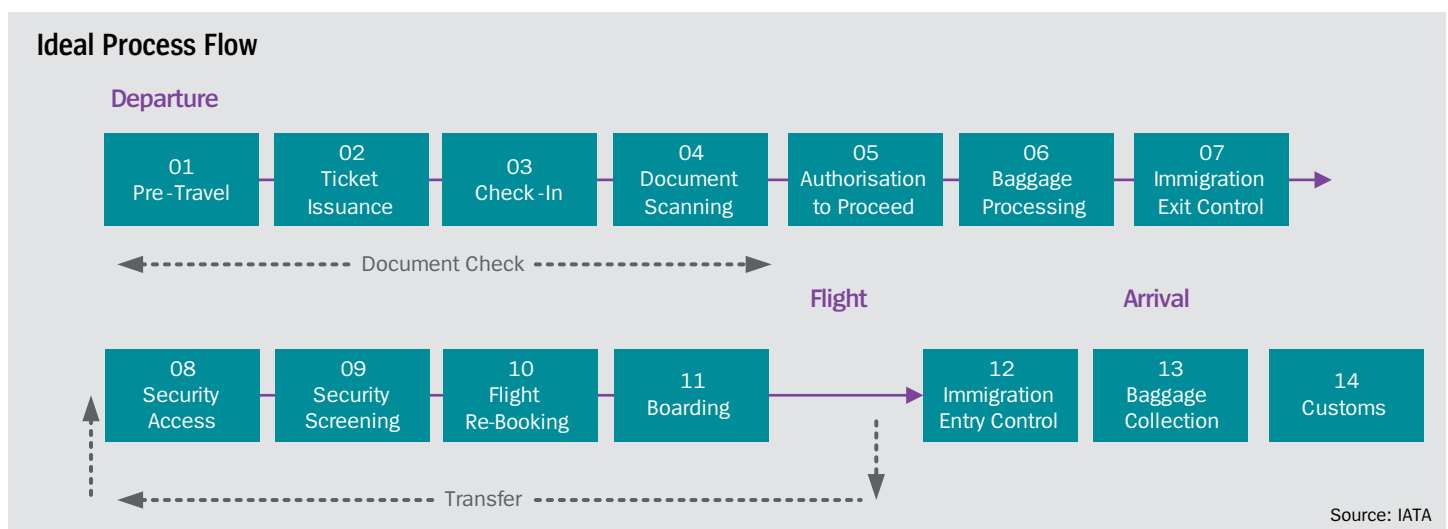 Ideal Process Flow
Departure
01
Pre-Travel
02
Ticket
Issuance
03
Check-In
04
Document
Scanning
05
Authorisation
to Proceed
06
Baggage
Processing
07
Immigration
Exit Control
Document Check
Flight
Arrival
08
Security
Access
09
Security
Screening
10
Flight
Re-Booking
11
Boarding
12
Immigration
Entry Control
13
Baggage
Collection
14
Customs
Transfer
Source: IATA